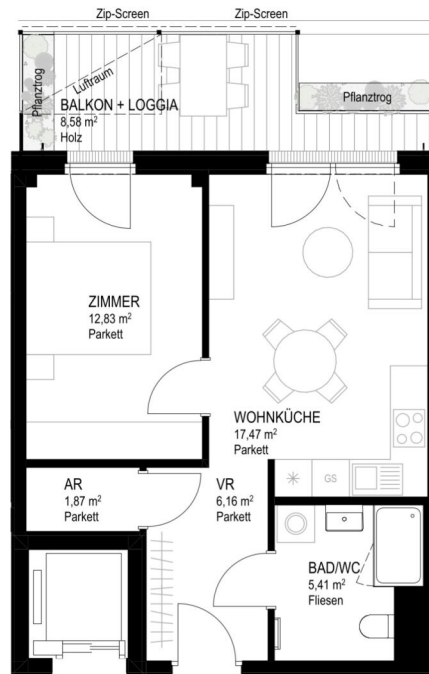 Zip-Screen
Zip-Screen
Pflanztrog
Luftraum
Pflanztrog
BALKON + LOGGIA
8,58 m²
Holz
ZIMMER
12,83 m²
Parkett
WOHNKÜCHE
17,47 m²
Parkett
GS
AR
1,87 m²
Parkett
VR
6,16 m²
Parkett
BAD/WC
5,41 m²
Fliesen